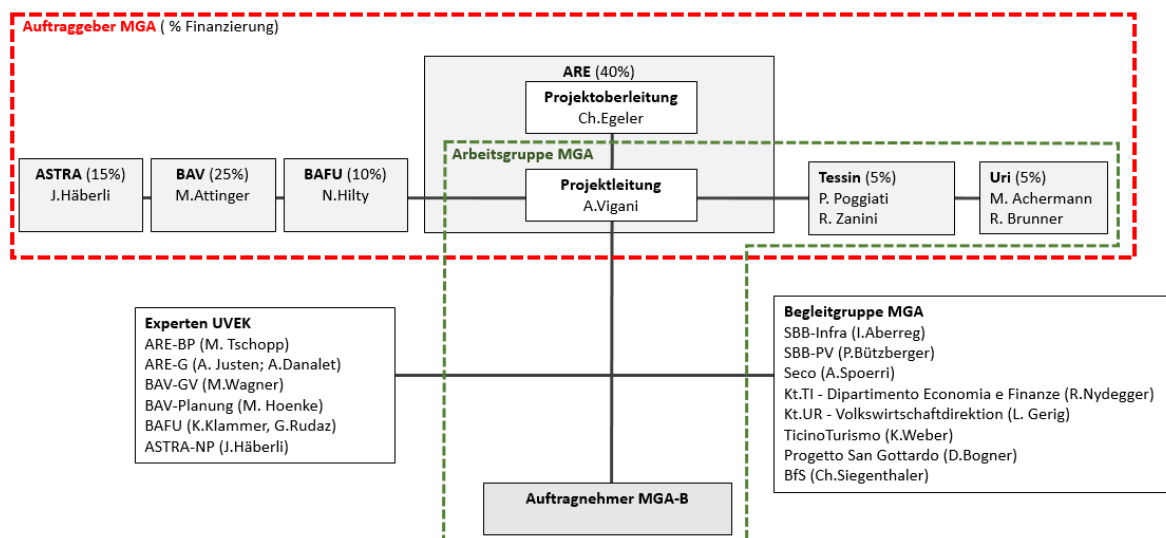 Auftraggeber MGA ( % Finanzierung)
ARE (40%)
Projektoberleitung
Ch.Egeler
Arbeitsgruppe MGA
ASTRA (15%)
J.Häberli
BAV (25%)
M.Attinger
BAFU (10%)
N.Hilty
Projektleitung
A.Vigani
Tessin (5%)
P. Poggiati
R. Zanini
Uri (5%)
M. Achermann
R. Brunner
Experten UVEK
ARE-BP (M. Tschopp)
ARE-G (A. Justen; A.Danalet)
BAV-GV (M.Wagner)
BAV-Planung (M. Hoenke)
BAFU (K.Klammer, G.Rudaz)
ASTRA-NP (J.Häberli)
Begleitgruppe MGA
SBB-Infra (I.Aberreg)
SBB-PV (P.Bützberger)
Seco (A.Spoerri)
Kt.TI - Dipartimento Economia e Finanze (R.Nydegger)
Kt.UR - Volkswirtschaftdirektion (L. Gerig)
TicinoTurismo (K.Weber)
Progetto San Gottardo (D.Bogner)
BfS (Ch.Siegenthaler)
Auftragnehmer MGA-B